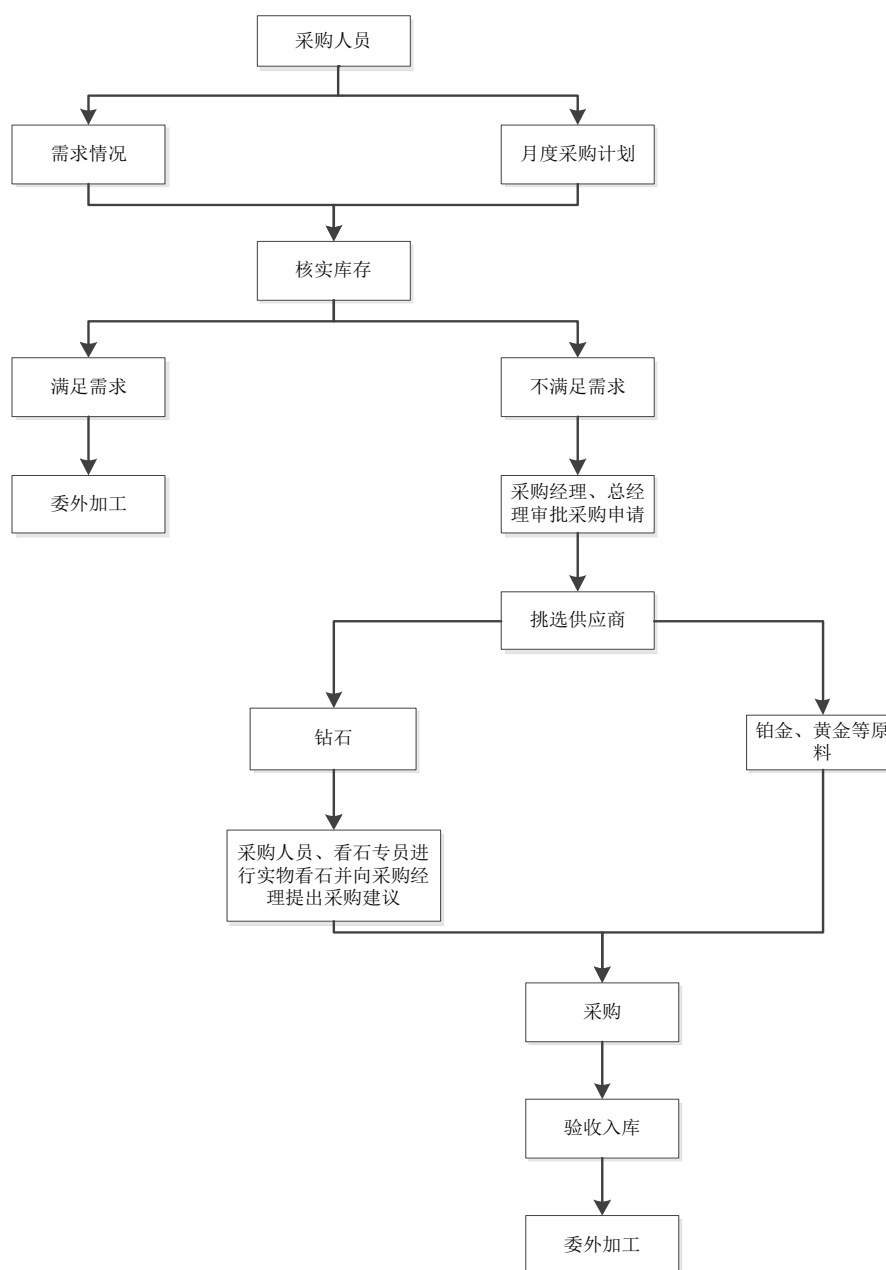 采购人员
需求情况
月度采购计划
核实库存
满足需求
不满足需求
委外加工
采购经理、总经
理审批采购申请
挑选供应商
钻石
铂金、黄金等原
料
采购人员、看石专员进
行实物看石并向采购经
理提出采购建议
采购
验收入库
委外加工